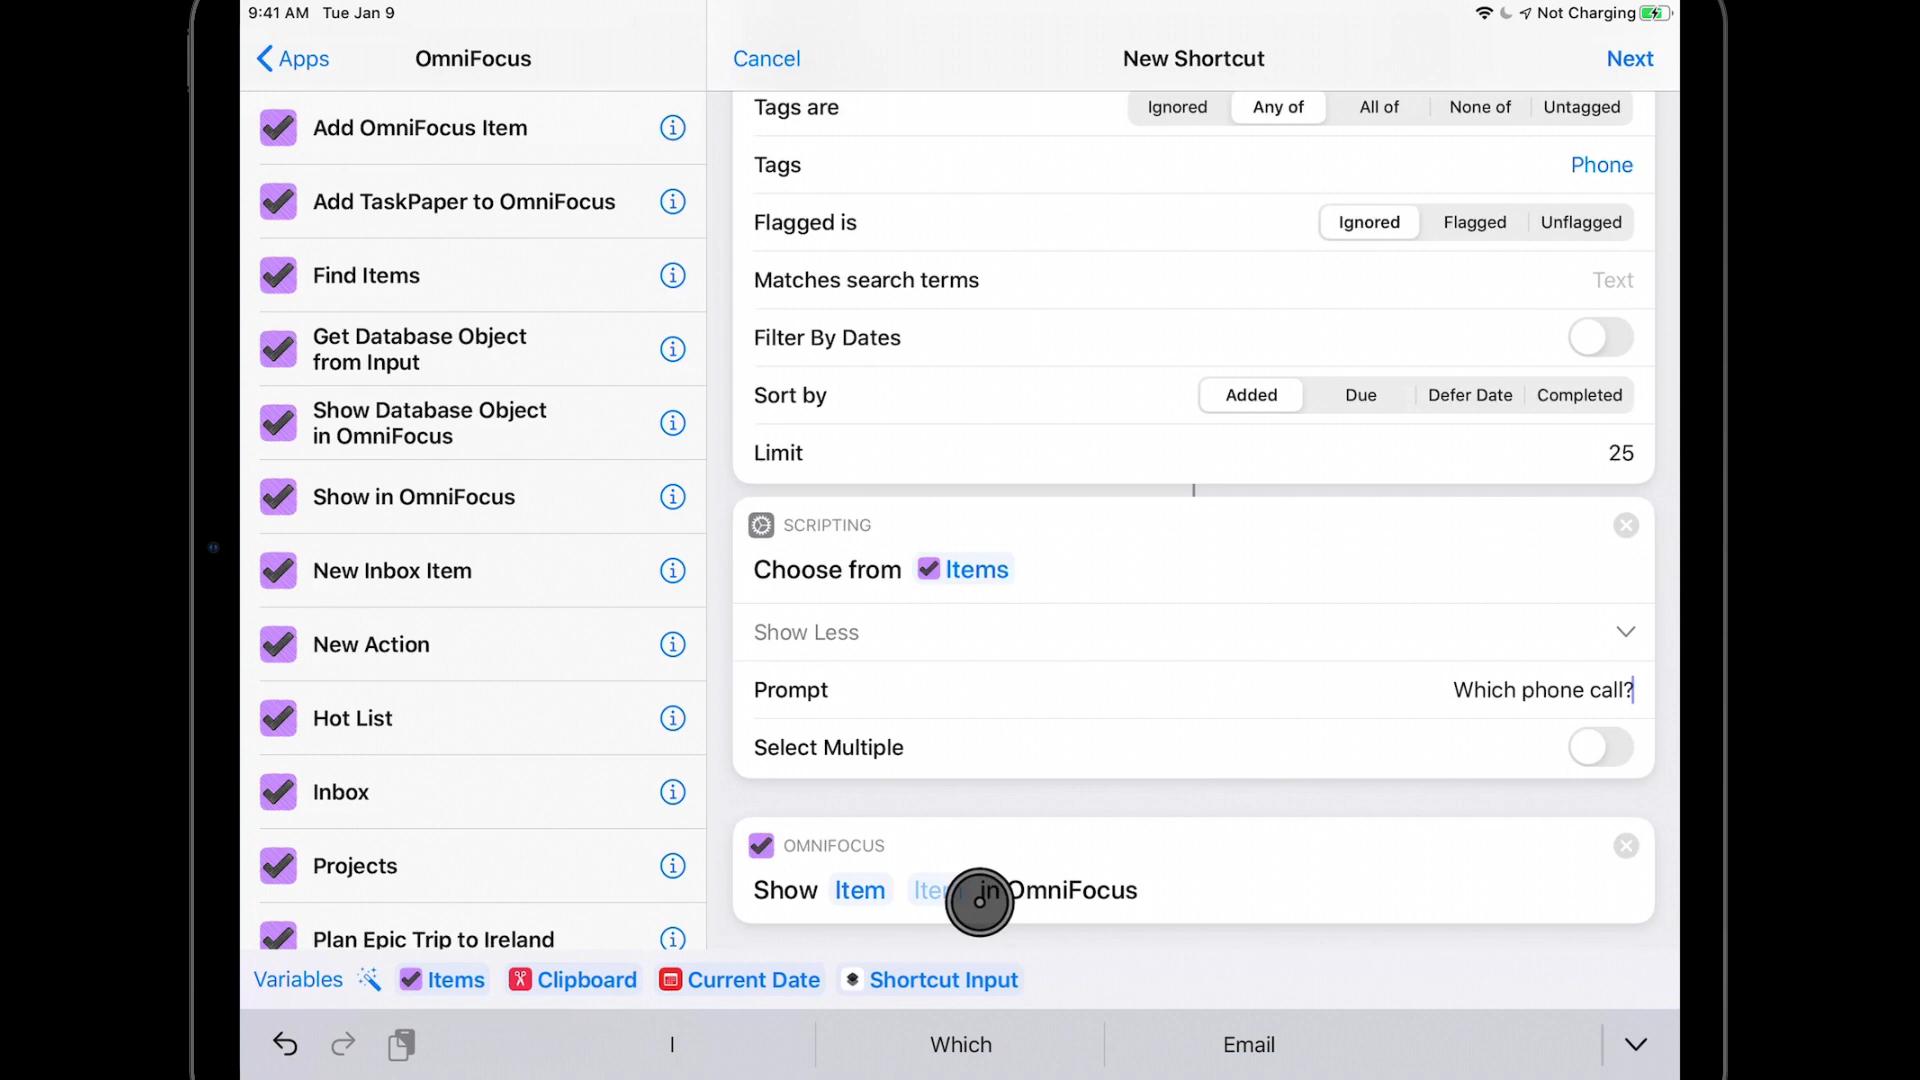 9:41 AM Tue Jan 9
Not Charging
Apps
OmniFocus
Cancel
New Shortcut
Next
Add OmniFocus Item
Add TaskPaper to OmniFocus
Find Items
Get Database Object
from Input
Show Database Object
in OmniFocus
Show in OmniFocus
New Inbox Item
New Action
Hot List
Inbox
Projects
Plan Epic Trip to Ireland
Tags are
Ignored Any of All of None of Untagged
Tags Phone
Flagged is Ignored Flagged Unflagged
Matches search terms Text
Filter By Dates
Sort by Added Due Defer Date Completed
Limit 25
SCRIPTING
Choose from Items
Show Less
Prompt Which phone call?
Select Multiple
OMNIFOCUS
Show Item in OmniFocus
Variables Items Clipboard Current Date Shortcut Input
I Which Email